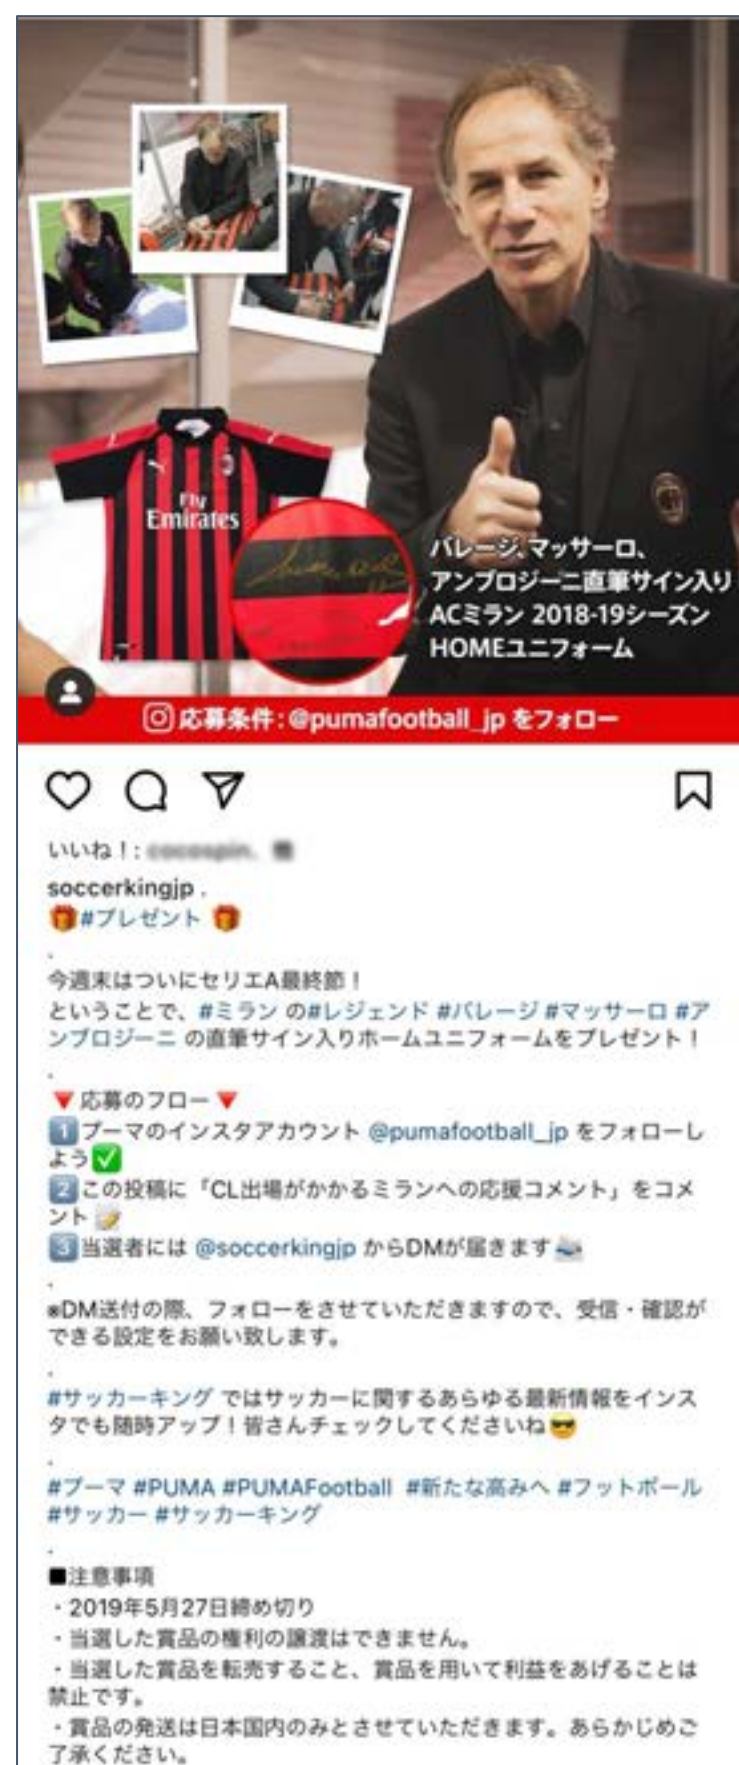 Fly
Emirates
バレージ、マッサーロ、
アンブロジーニ直筆サイン入り
ACミラン 2018-19シーズン
HOMEユニフォーム
応募条件：@pumafootball_jp をフォロー
いいね！:
soccerkingjp .
🎁#プレゼント 🎁
.
今週末はついにセリエA最終節！
ということで、#ミラン の#レジェンド #バレージ #マッサーロ #ア
ンブロジーニ の直筆サイン入りホームユニフォームをプレゼント！
.
🔻応募のフロー🔻
1️⃣プーマのインスタアカウント @pumafootball_jp をフォローし
よう✅
2️⃣この投稿に「CL出場がかかるミランへの応援コメント」をコメ
ント📝
3️⃣当選者には @soccerkingjp からDMが届きます
.
※DM送付の際、フォローをさせていただきますので、受信・確認が
できる設定をお願い致します。
.
#サッカーキング ではサッカーに関するあらゆる最新情報をインス
タでも随時アップ！皆さんチェックしてくださいね😎
.
#プーマ #PUMA #PUMAFootball #新たな高みへ #フットボール
#サッカー #サッカーキング
.
■注意事項
・2019年5月27日締め切り
・当選した賞品の権利の譲渡はできません。
・当選した賞品を転売すること、賞品を用いて利益をあげることは
禁止です。
・賞品の発送は日本国内のみとさせていただきます。あらかじめご
了承ください。